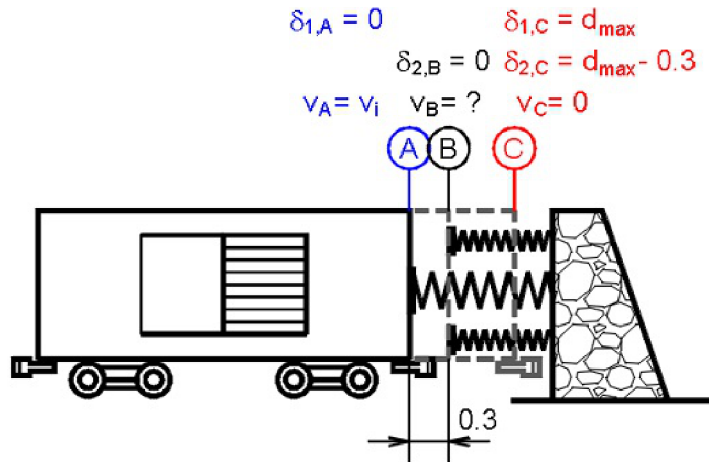 δ1,A = 0 δ1,C = dmax
δ2,B = 0 δ2,C = dmax- 0.3
vA= vi vB= ? vC= 0
A B C
0.3